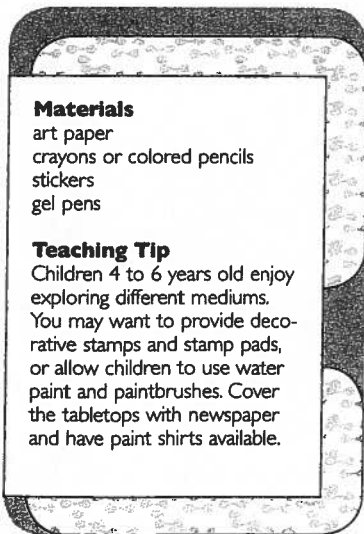 Materials
art paper
crayons or colored pencils
stickers
gel pens
Teaching Tip
Children 4 to 6 years old enjoy
exploring different mediums.
You may want to provide deco-
rative stamps and stamp pads,
or allow children to use water
paint and paintbrushes. Cover
the tabletops with newspaper
and have paint shirts available.